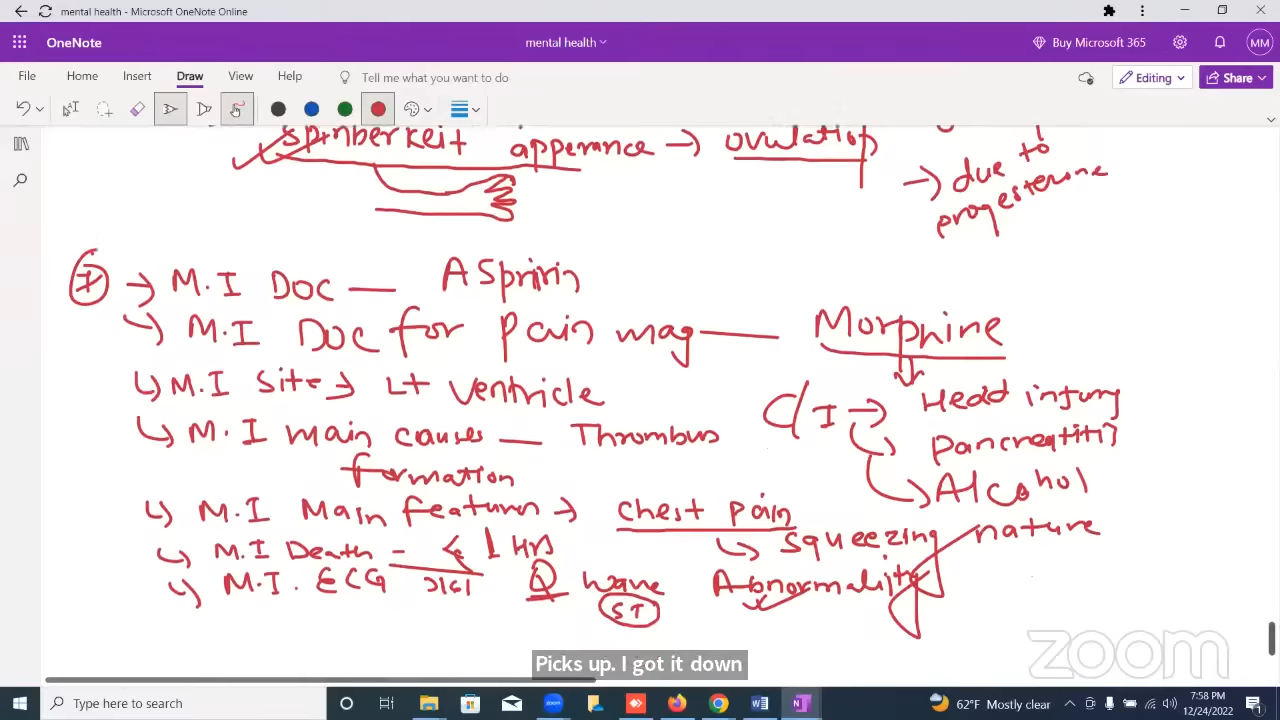 mental health - Microsoft OneNote Online
OneNote
mental health
Buy Microsoft 365
MM
File Home Insert Draw View Help Tell me what you want to do
Editing Share
Spinberkeit apperance → ovulation
→ due to
progesterone
I → M.I DOC — Aspririn
M.I DOC for pain mag — Morphine
M.I Site → Lt ventricle
C/I → Head injury
M.I main causes — Thrombus
formation
pancreatitis
Alcohol
M.I Main features → chest pain
squeezing nature
M.I Death - < 1 HRS
M.I. ECG Q wave Abnormality
ST
Picks up. I got it down
zoom
Type here to search
62°F Mostly clear
7:58 PM
12/24/2022